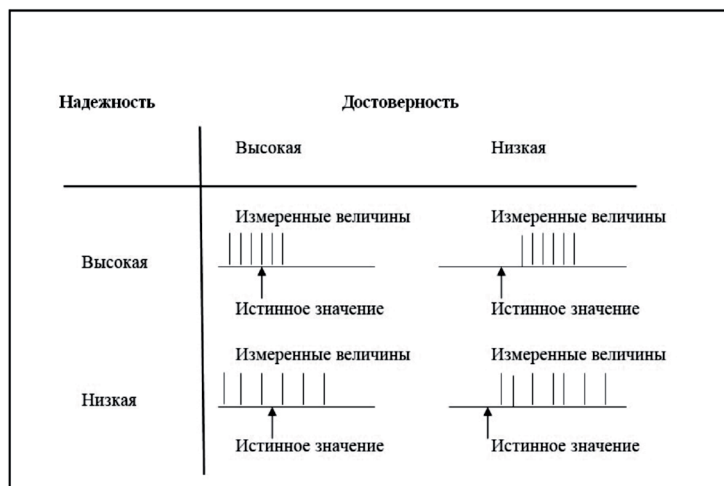 Надежность Достоверность
Высокая Низкая
Измеренные величины Измеренные величины
Высокая
Истинное значение Истинное значение
Измеренные величины Измеренные величины
Низкая
Истинное значение Истинное значение